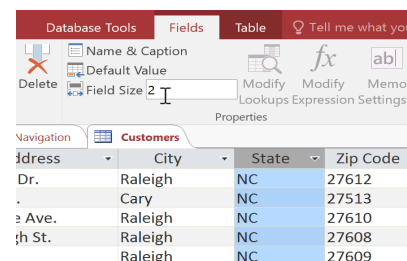 Database Tools Fields Table Tell me what you
Name & Caption
Default Value
Delete Field Size 2
fx ab
Modify Modify Memo
Lookups Expression Settings
Properties
Navigation Customers
ddress City State Zip Code
Dr. Raleigh NC 27612
. Cary NC 27513
e Ave. Raleigh NC 27610
gh St. Raleigh NC 27608
Raleigh NC 27609